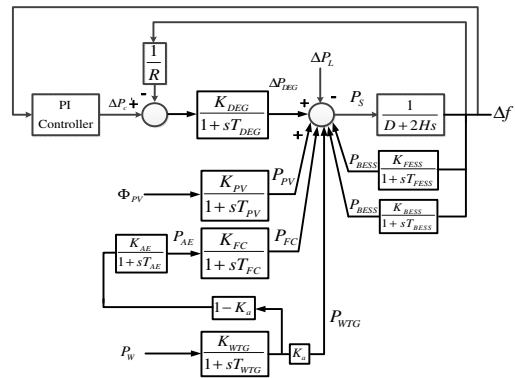 1
R
ΔP_L
PI
Controller
ΔP_c
+
-
K_DEG
1 + sT_DEG
ΔP_DEG
+
-
+
P_S
1
D + 2Hs
Δf
P_BESS
K_FESS
1 + sT_FESS
P_BESS
K_BESS
1 + sT_BESS
Φ_PV
K_PV
1 + sT_PV
P_PV
K_AE
1 + sT_AE
P_AE
K_FC
1 + sT_FC
P_FC
1 - K_a
P_WTG
P_W
K_WTG
1 + sT_WTG
K_a